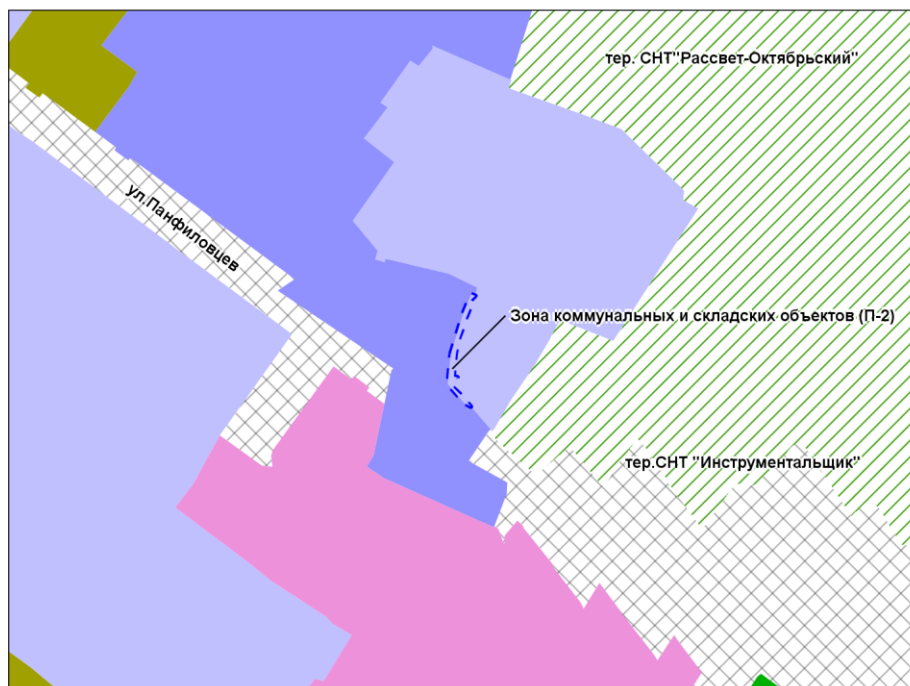 тер. СНТ"Рассвет-Октябрьский"
ул.Панфиловцев
Зона коммунальных и складских объектов (П-2)
тер.СНТ "Инструментальщик"